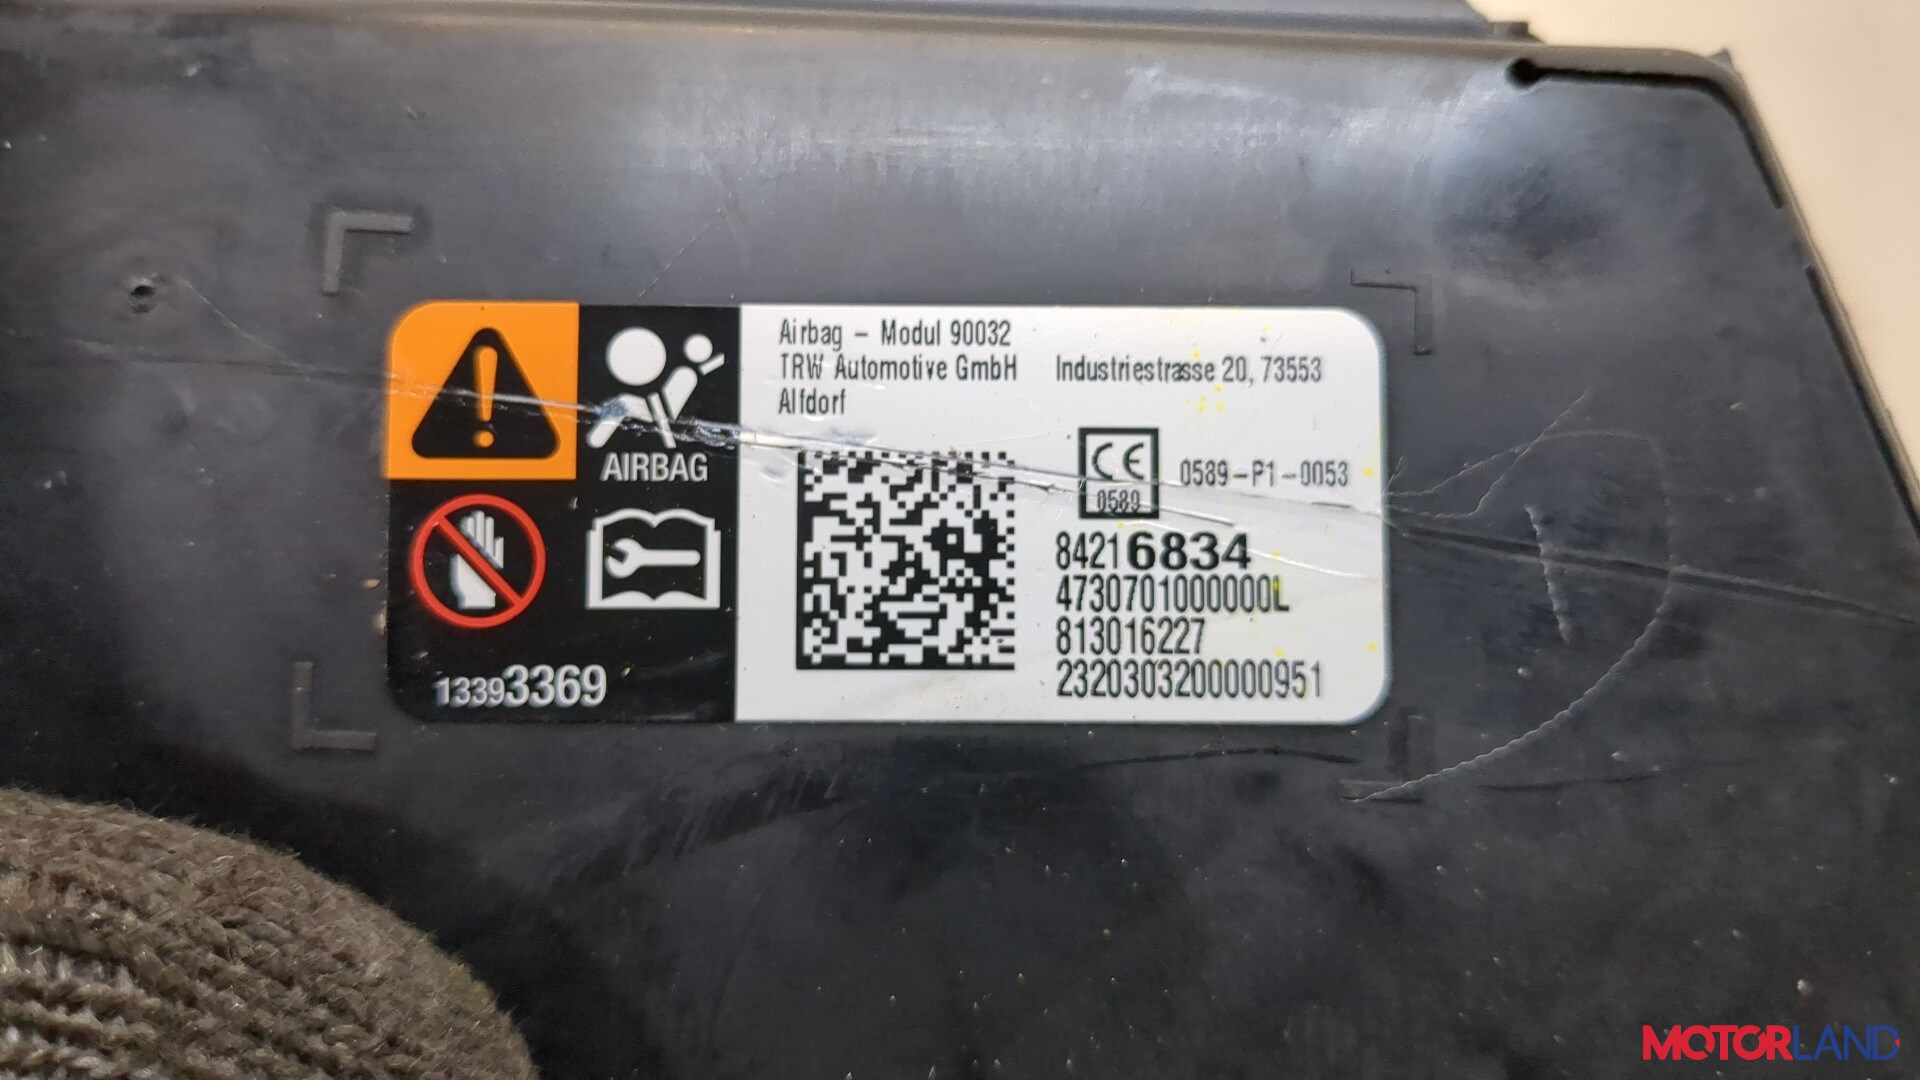 Airbag - Modul 90032
TRW Automotive GmbH Industriestrasse 20, 73553
Alfdorf
AIRBAG
CE
0589
0589-P1-0053
84216834
4730701000000L
813016227
2320303200000951
13393369
MOTORLAND